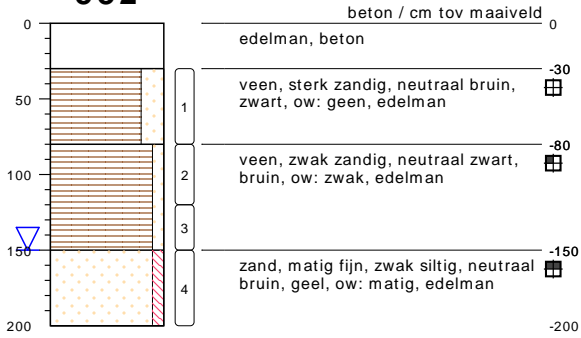 beton / cm tov maaiveld
0
0
edelman, beton
-30
veen, sterk zandig, neutraal bruin,
zwart, ow: geen, edelman
50
1
-80
veen, zwak zandig, neutraal zwart,
bruin, ow: zwak, edelman
100
2
3
150
-150
zand, matig fijn, zwak siltig, neutraal
bruin, geel, ow: matig, edelman
4
200
-200